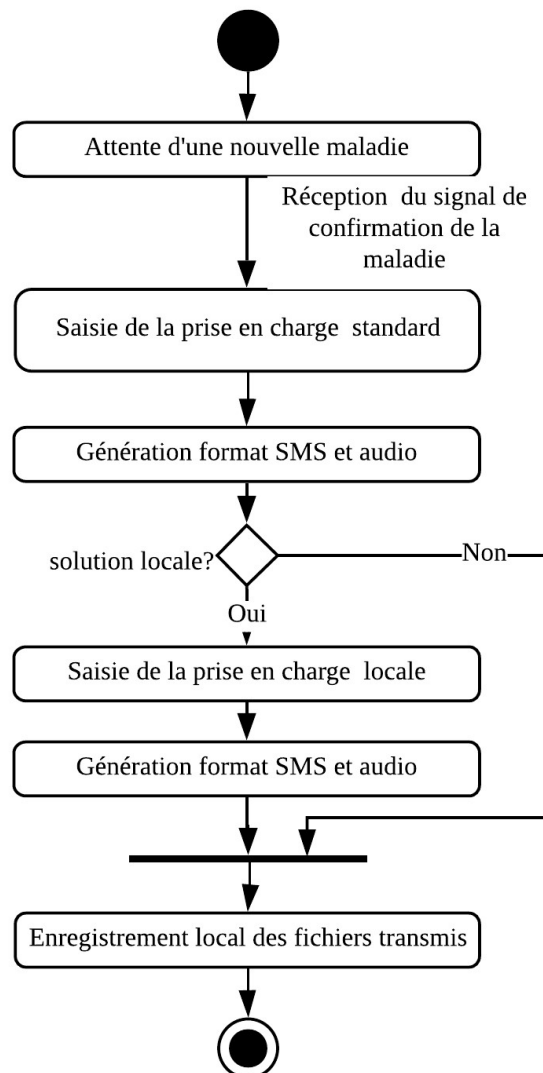 Attente d'une nouvelle maladie
Réception du signal de
confirmation de la
maladie
Saisie de la prise en charge standard
Génération format SMS et audio
solution locale?
Non
Oui
Saisie de la prise en charge locale
Génération format SMS et audio
Enregistrement local des fichiers transmis